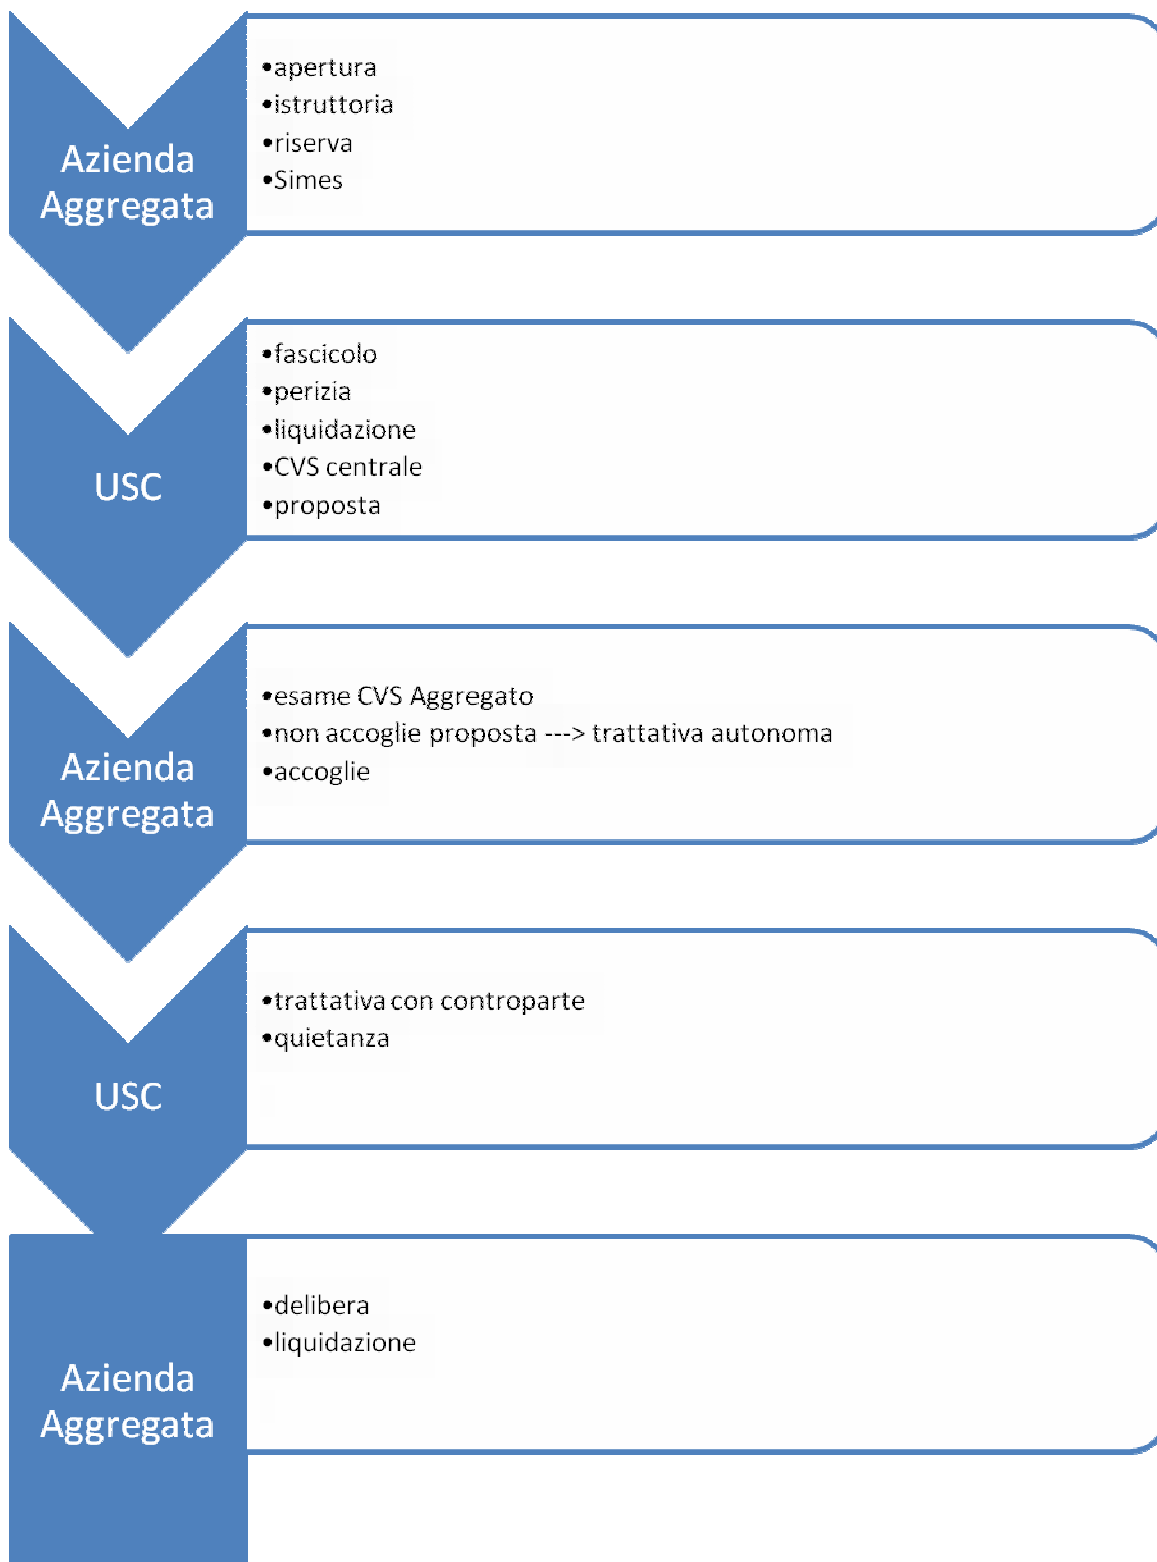 Azienda
Aggregata
•apertura
•istruttoria
•riserva
•Simes
USC
•fascicolo
•perizia
•liquidazione
•CVS centrale
•proposta
Azienda
Aggregata
•esame CVS Aggregato
•non accoglie proposta ---> trattativa autonoma
•accoglie
USC
•trattativa con controparte
•quietanza
Azienda
Aggregata
•delibera
•liquidazione